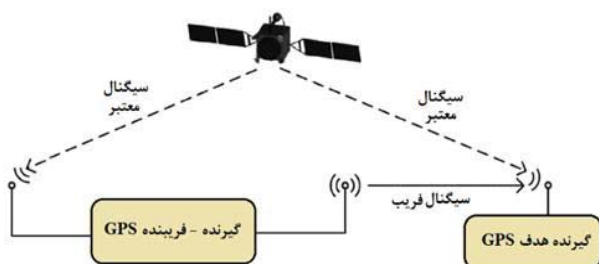 سیگنال
معتبر
سیگنال
معتبر
سیگنال فریب
گیرنده - فریبنده GPS
گیرنده هدف GPS